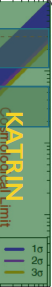 KATRIN
Cosmological Limit
1σ
2σ
3σ